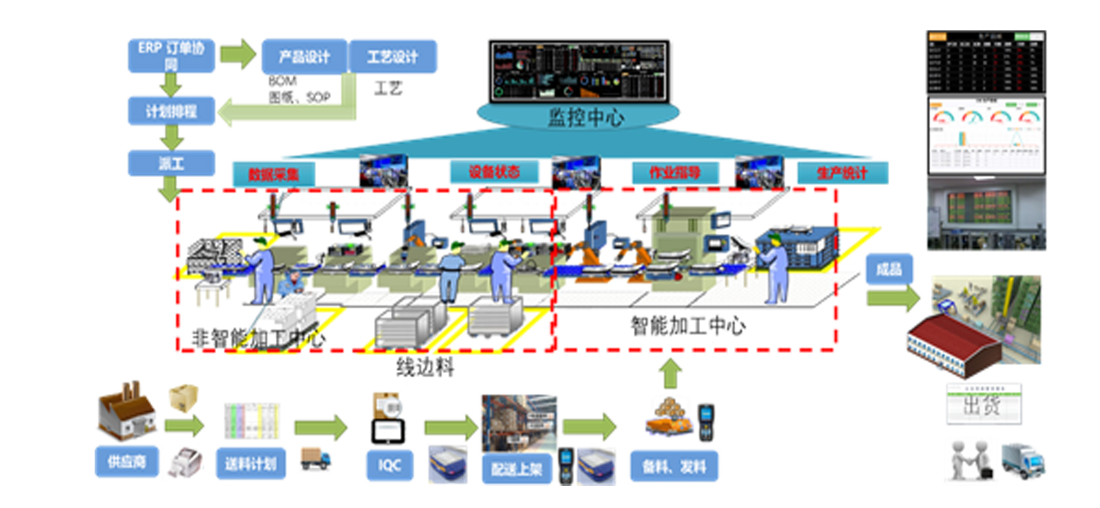 ERP 订单协
同
产品设计
工艺设计
BOM
图纸、SOP
工艺
计划排程
派工
监控中心
数据采集
设备状态
作业指导
生产统计
非智能加工中心
智能加工中心
线边料
成品
出货
供应商
送料计划
IQC
配送上架
备料、发料